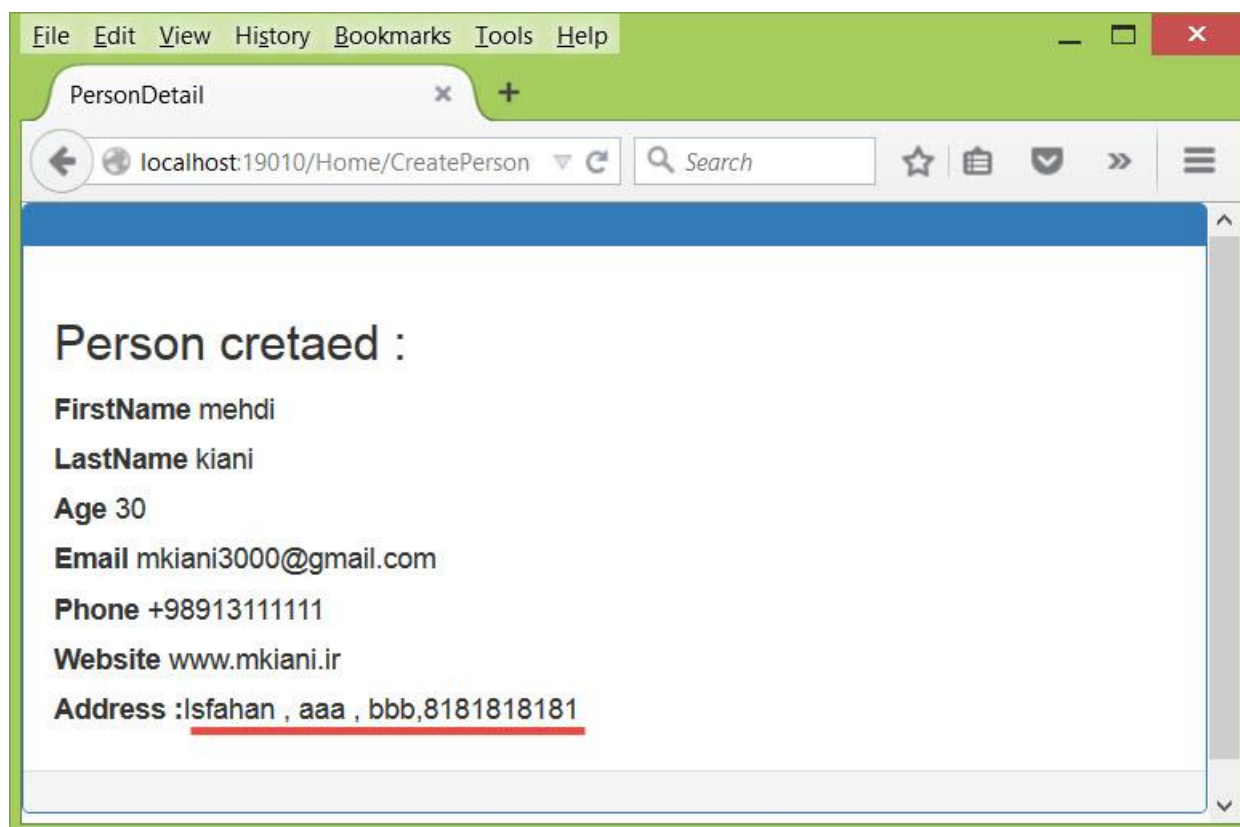 File Edit View History Bookmarks Tools Help
PersonDetail
localhost:19010/Home/CreatePerson Search
Person cretaed :
FirstName mehdi
LastName kiani
Age 30
Email mkiani3000@gmail.com
Phone +98913111111
Website www.mkiani.ir
Address :Isfahan , aaa , bbb,8181818181